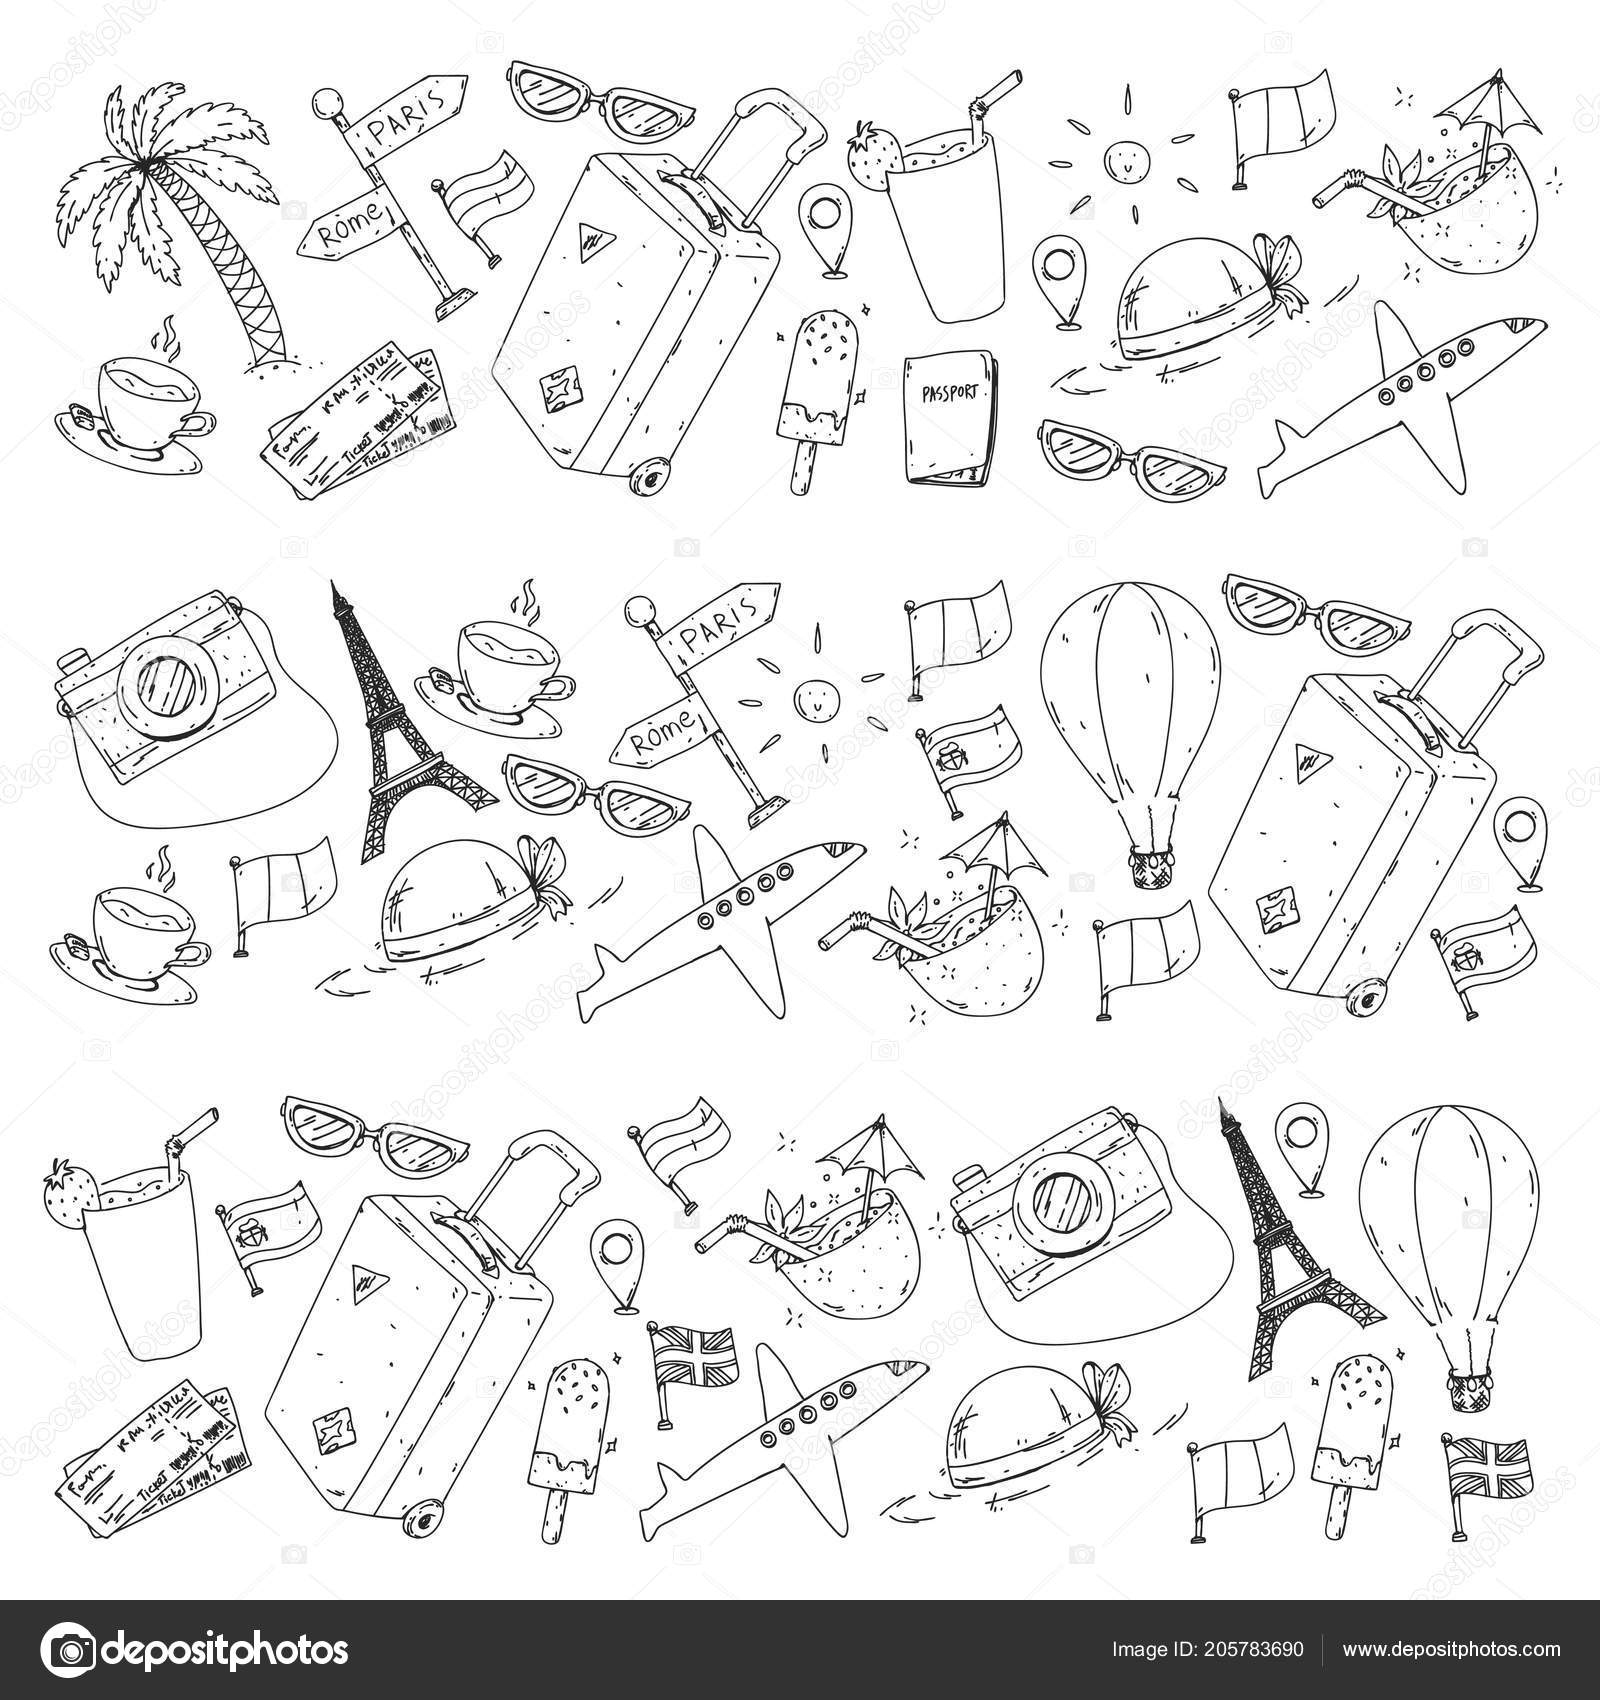 PARIS
Rome
PASSPORT
Ticket
Ticket
PARIS
Rome
Ticket
Ticket
depositphotos
Image ID: 205783690
www.depositphotos.com